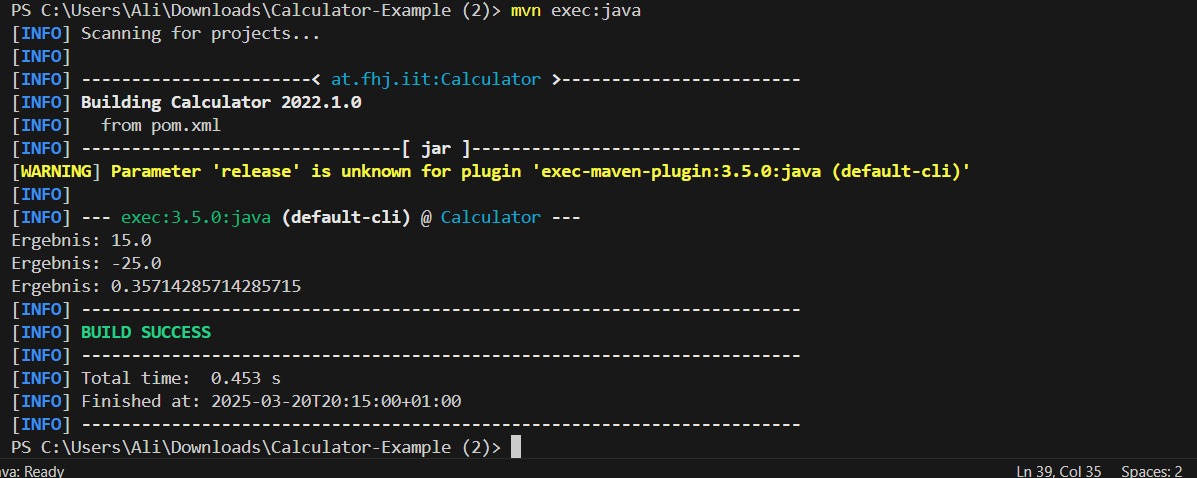 PS C:\Users\Ali\Downloads\Calculator-Example (2)> mvn exec:java
[INFO] Scanning for projects...
[INFO]
[INFO] -----------------------< at.fhj.iit:Calculator >------------------------
[INFO] Building Calculator 2022.1.0
[INFO]   from pom.xml
[INFO] --------------------------------[ jar ]---------------------------------
[WARNING] Parameter 'release' is unknown for plugin 'exec-maven-plugin:3.5.0:java (default-cli)'
[INFO]
[INFO] --- exec:3.5.0:java (default-cli) @ Calculator ---
Ergebnis: 15.0
Ergebnis: -25.0
Ergebnis: 0.35714285714285715
[INFO] ------------------------------------------------------------------------
[INFO] BUILD SUCCESS
[INFO] ------------------------------------------------------------------------
[INFO] Total time:  0.453 s
[INFO] Finished at: 2025-03-20T20:15:00+01:00
[INFO] ------------------------------------------------------------------------
PS C:\Users\Ali\Downloads\Calculator-Example (2)>
va: Ready Ln 39, Col 35 Spaces: 2